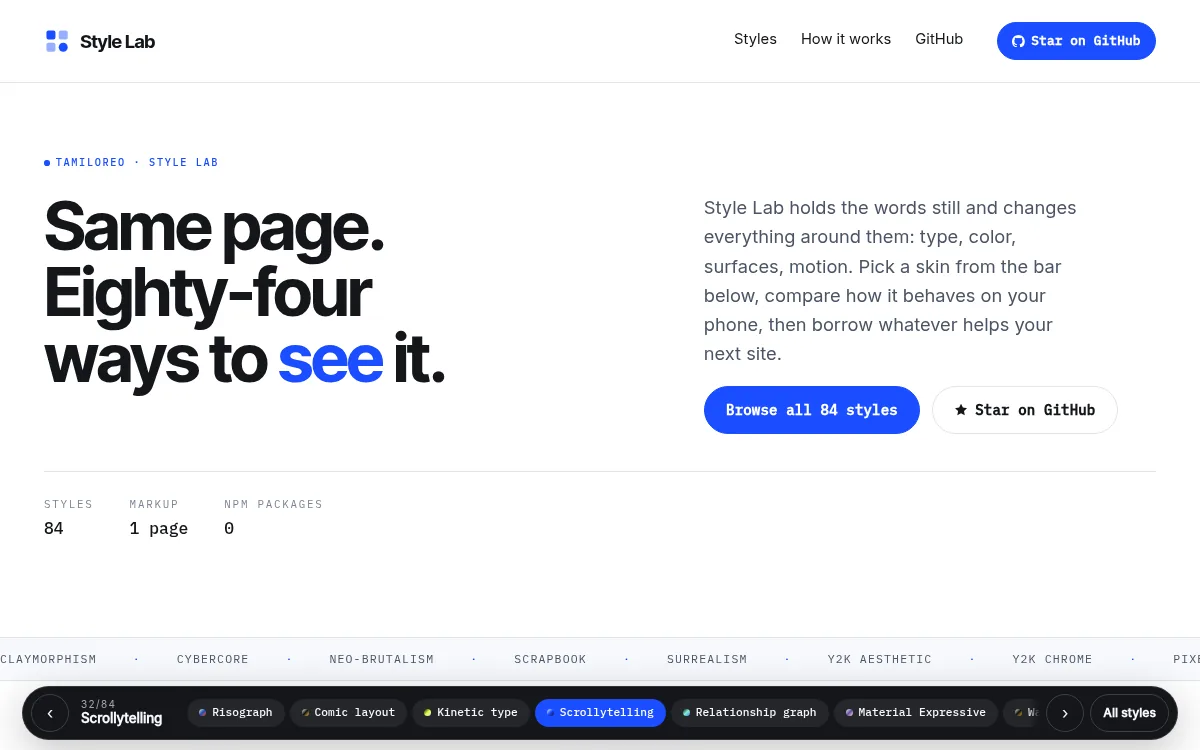 Style Lab
Styles
How it works
GitHub
Star on GitHub
TAMILOREO · STYLE LAB
Same page.
Eighty-four
ways to see it.
Style Lab holds the words still and changes
everything around them: type, color,
surfaces, motion. Pick a skin from the bar
below, compare how it behaves on your
phone, then borrow whatever helps your
next site.
Browse all 84 styles
★ Star on GitHub
STYLES
84
MARKUP
1 page
NPM PACKAGES
0
CLAYMORPHISM · CYBERCORE · NEO-BRUTALISM · SCRAPBOOK · SURREALISM · Y2K AESTHETIC · Y2K CHROME ·
‹
32/84
Scrollytelling
Risograph
Comic layout
Kinetic type
Scrollytelling
Relationship graph
Material Expressive
›
All styles